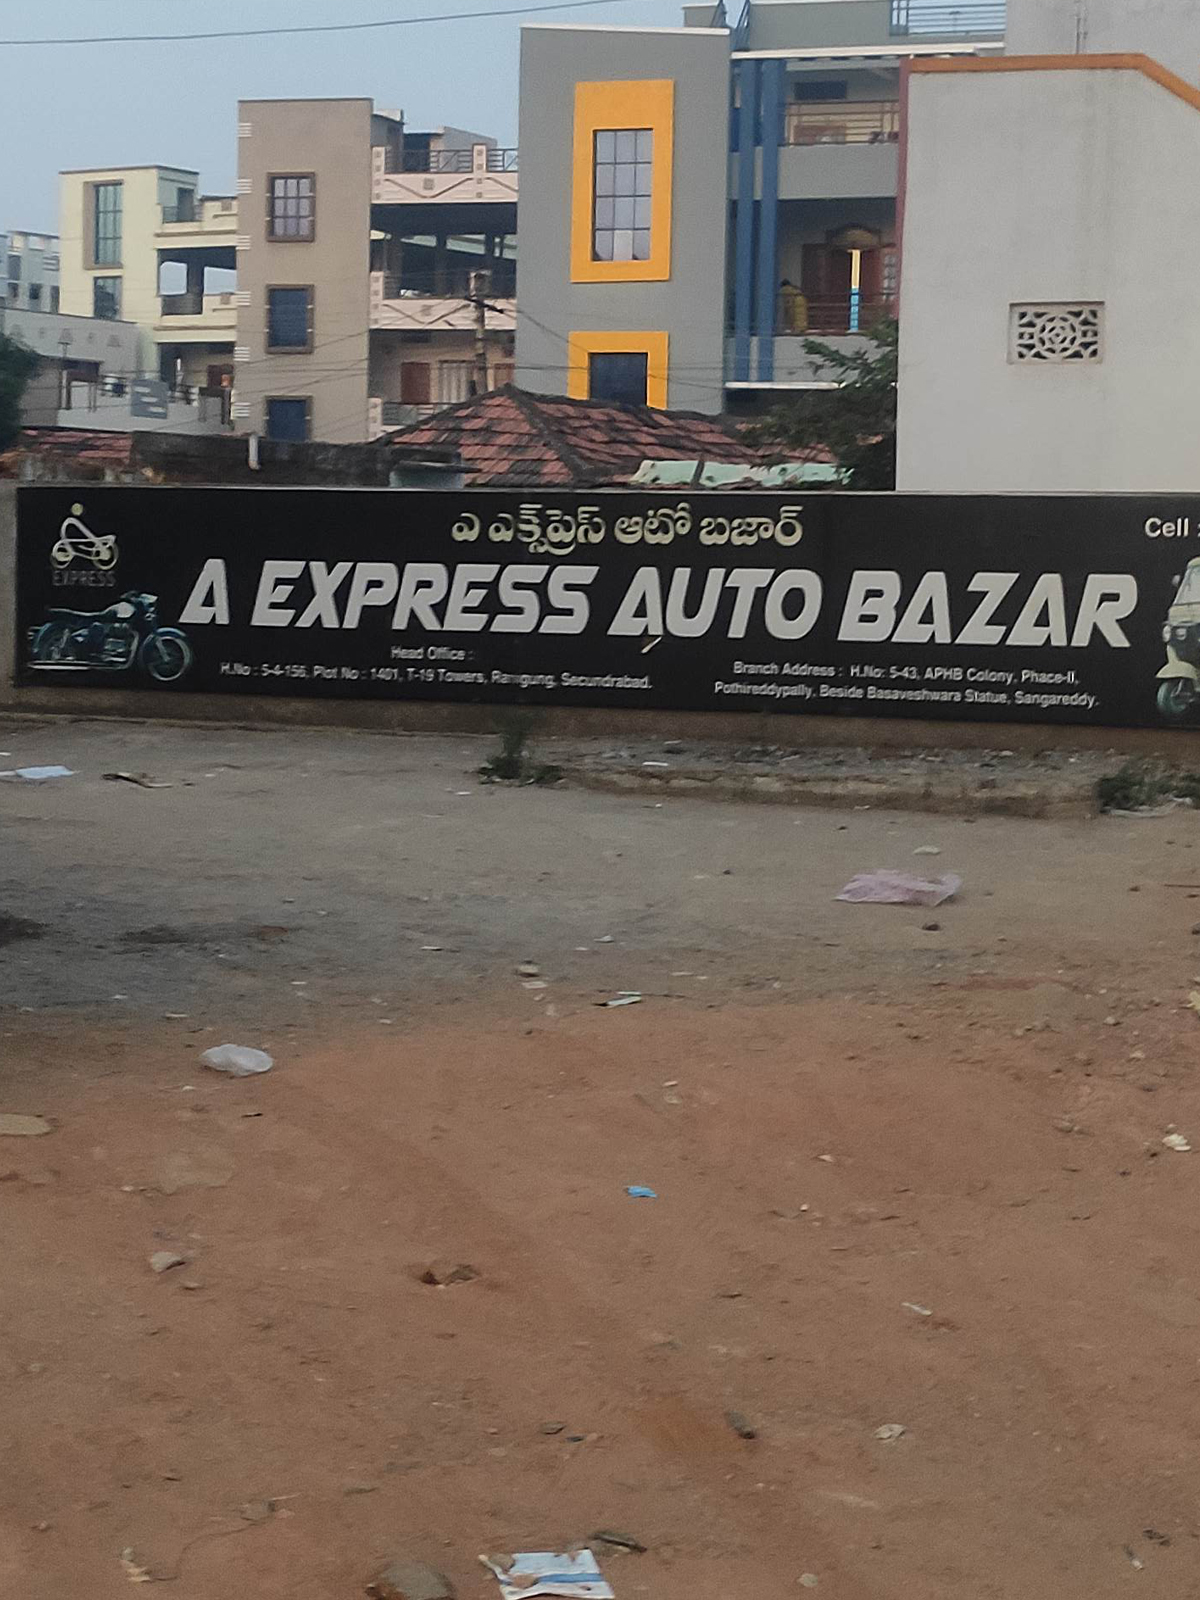 ఎ ఎక్స్‌ప్రెస్ ఆటో బజార్
Cell :
EXPRESS
A EXPRESS AUTO BAZAR
Head Office :
H.No : 5-4-156, Plot No : 1401, T-19 Towers, Ranigung, Secundrabad.
Branch Address : H.No: 5-43, APHB Colony, Phace-II,
Pothireddypally, Beside Basaveshwara Statue, Sangareddy.